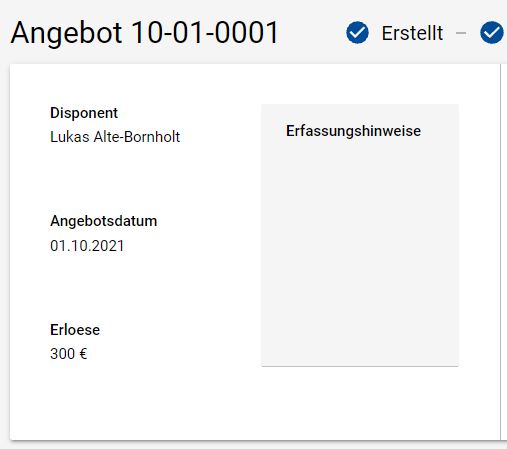 Angebot 10-01-0001
Erstellt
Disponent
Lukas Alte-Bornholt
Erfassungshinweise
Angebotsdatum
01.10.2021
Erloese
300 €